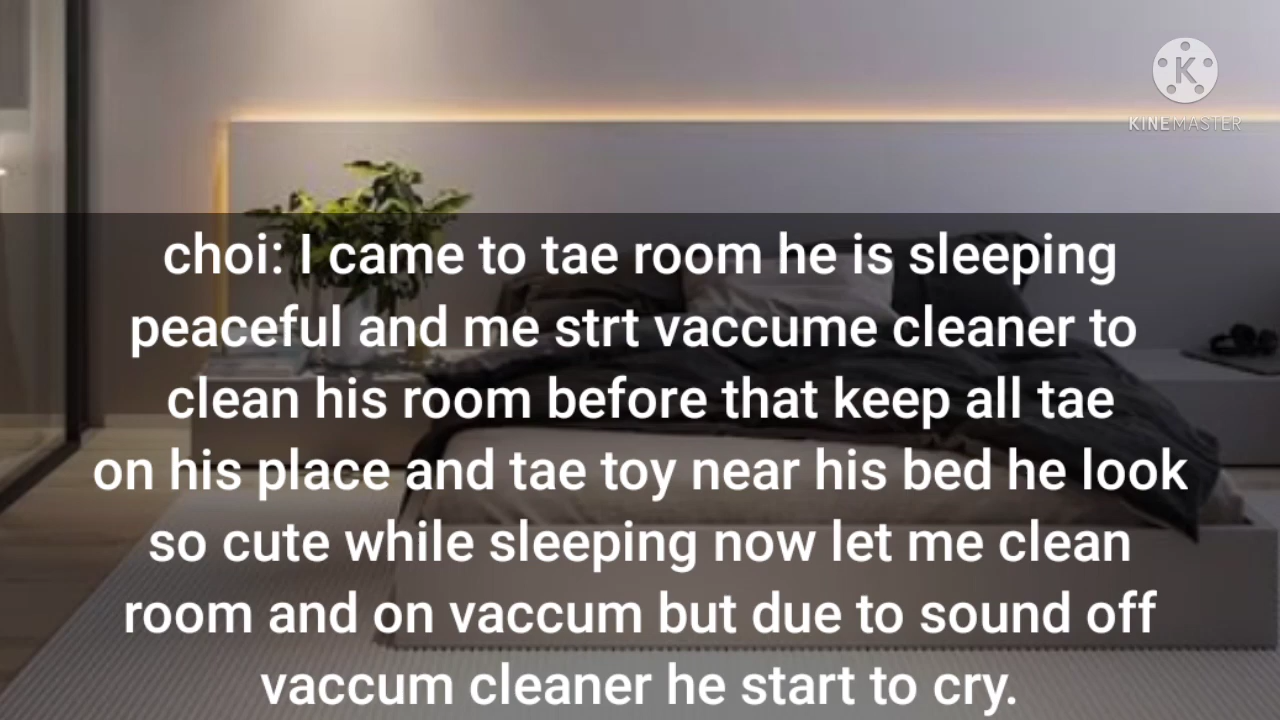 KINEMASTER
choi: I came to tae room he is sleeping
peaceful and me strt vaccume cleaner to
clean his room before that keep all tae
on his place and tae toy near his bed he look
so cute while sleeping now let me clean
room and on vaccum but due to sound off
vaccum cleaner he start to cry.